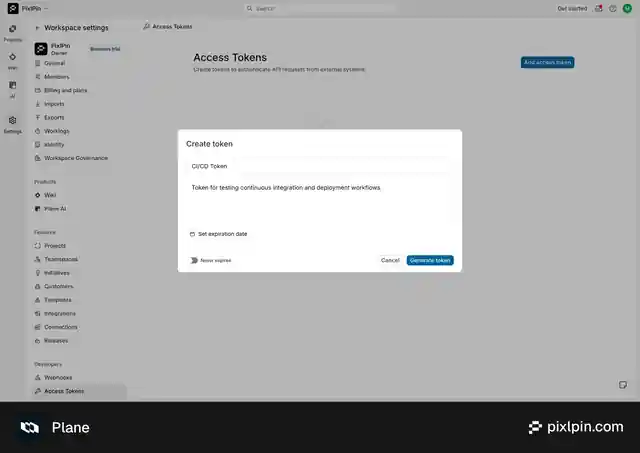 PixlPin
Search
Get started
M
Projects
Wiki
AI
Settings
Workspace settings
PixlPin
Owner
Business trial
General
Members
Billing and plans
Imports
Exports
Worklogs
Identity
Workspace Governance
Products
Wiki
Plane AI
Features
Projects
Teamspaces
Initiatives
Customers
Templates
Integrations
Connections
Releases
Developers
Webhooks
Access Tokens
Access Tokens
Access Tokens
Create tokens to authenticate API requests from external systems.
Add access token
Create token
CI/CD Token
Token for testing continuous integration and deployment workflows.
Set expiration date
Never expires
Cancel
Generate token
Plane
pixlpin.com